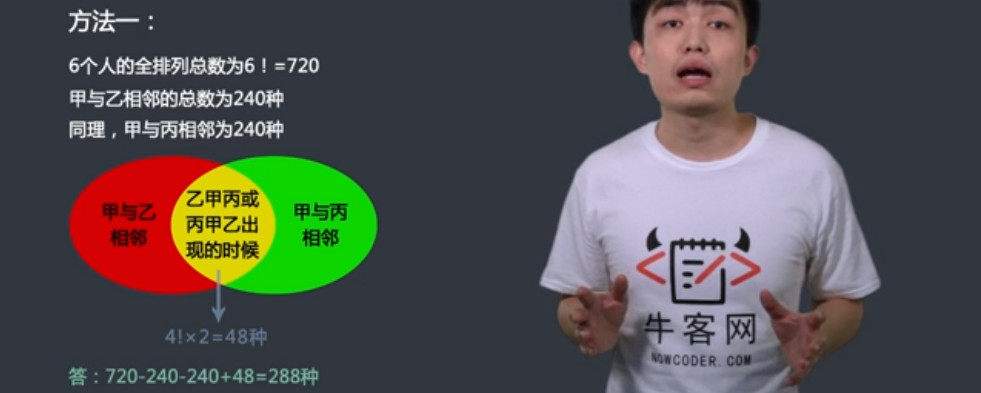 方法一：
6个人的全排列总数为6！=720
甲与乙相邻的总数为240种
同理，甲与丙相邻为240种
甲与乙
相邻
乙甲丙或
丙甲乙出
现的时候
甲与丙
相邻
4!×2=48种
答：720-240-240+48=288种
牛客网
NOWCODER.COM